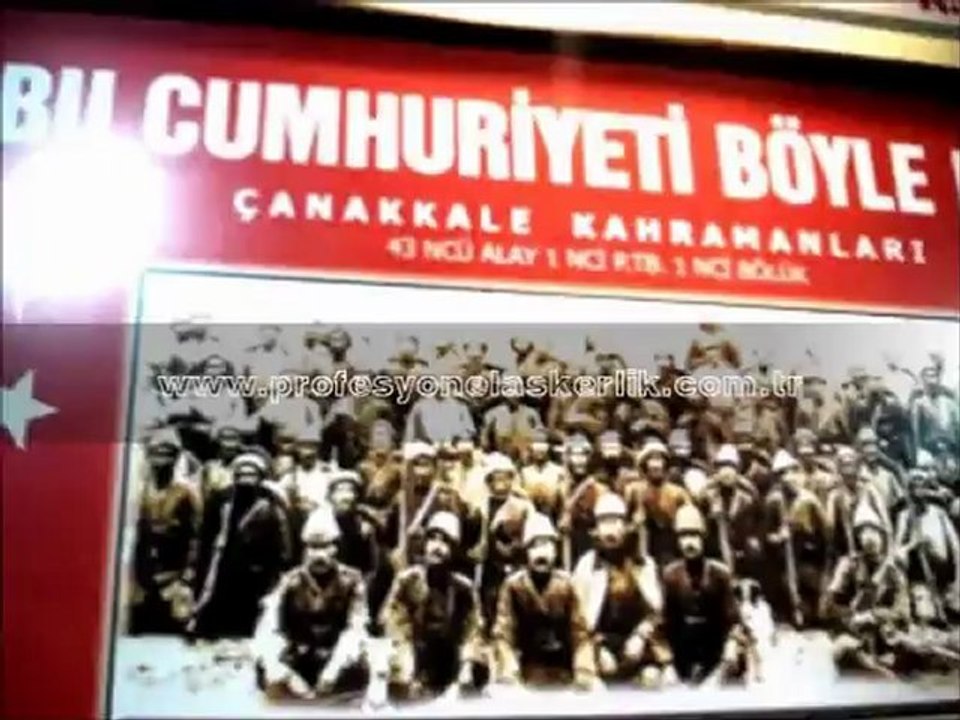 BU CUMHURİYETİ BÖYLE
ÇANAKKALE KAHRAMANLARI
43 NCÜ ALAY 1 NCİ P.TB. 1 NCİ BÖLÜK
www.profesyonelaskerlik.com.tr